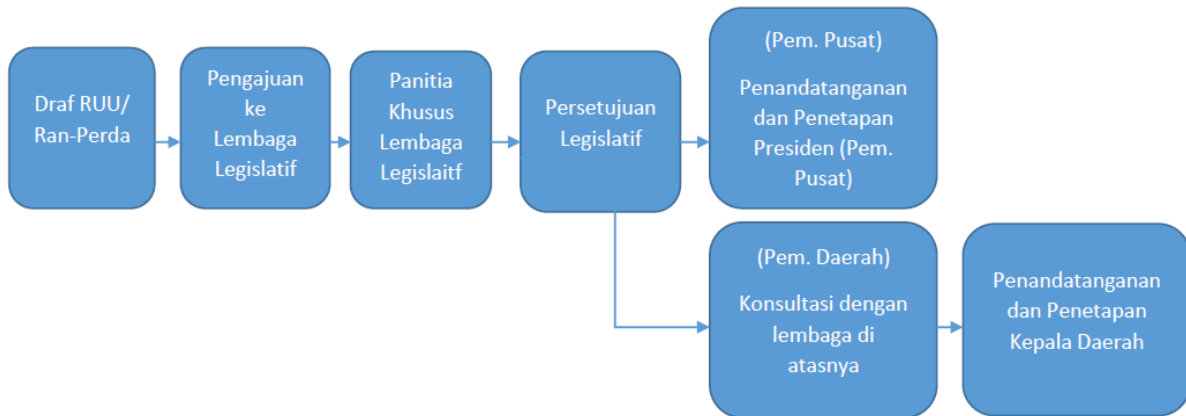 Draf RUU/
Ran-Perda
Pengajuan
ke
Lembaga
Legislatif
Panitia
Khusus
Lembaga
Legislaitf
Persetujuan
Legislatif
(Pem. Pusat)
Penandatanganan
dan Penetapan
Presiden (Pem.
Pusat)
(Pem. Daerah)
Konsultasi dengan
lembaga di
atasnya
Penandatanganan
dan Penetapan
Kepala Daerah